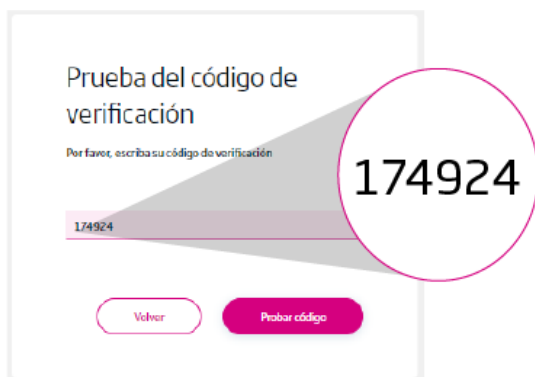 Prueba del código de
verificación
Por favor, escriba su código de verificación
174924
174924
Volver
Probar código